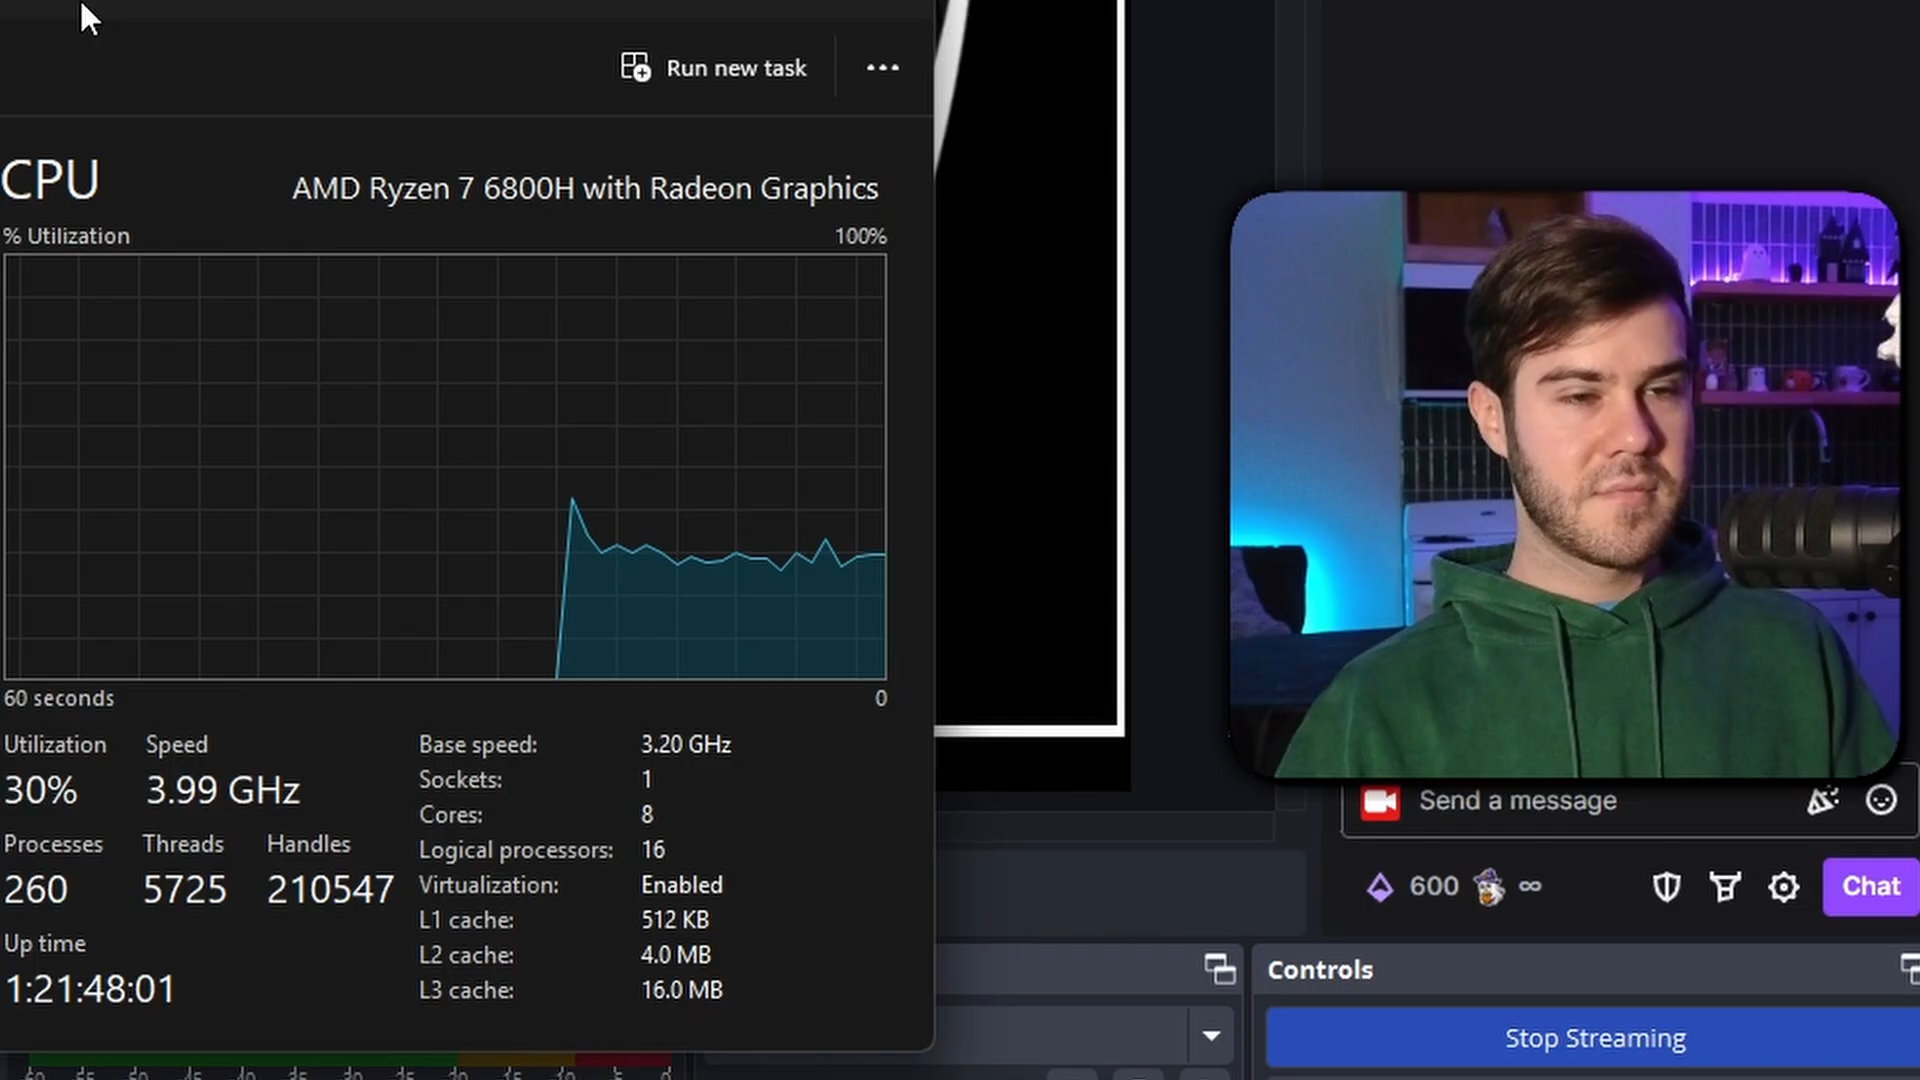 Run new task
CPU
AMD Ryzen 7 6800H with Radeon Graphics
% Utilization
100%
60 seconds
0
Utilization
Speed
30%
3.99 GHz
Processes
Threads
Handles
260
5725
210547
Up time
1:21:48:01
Base speed:
3.20 GHz
Sockets:
1
Cores:
8
Logical processors:
16
Virtualization:
Enabled
L1 cache:
512 KB
L2 cache:
4.0 MB
L3 cache:
16.0 MB
Send a message
600
∞
Chat
Controls
Stop Streaming